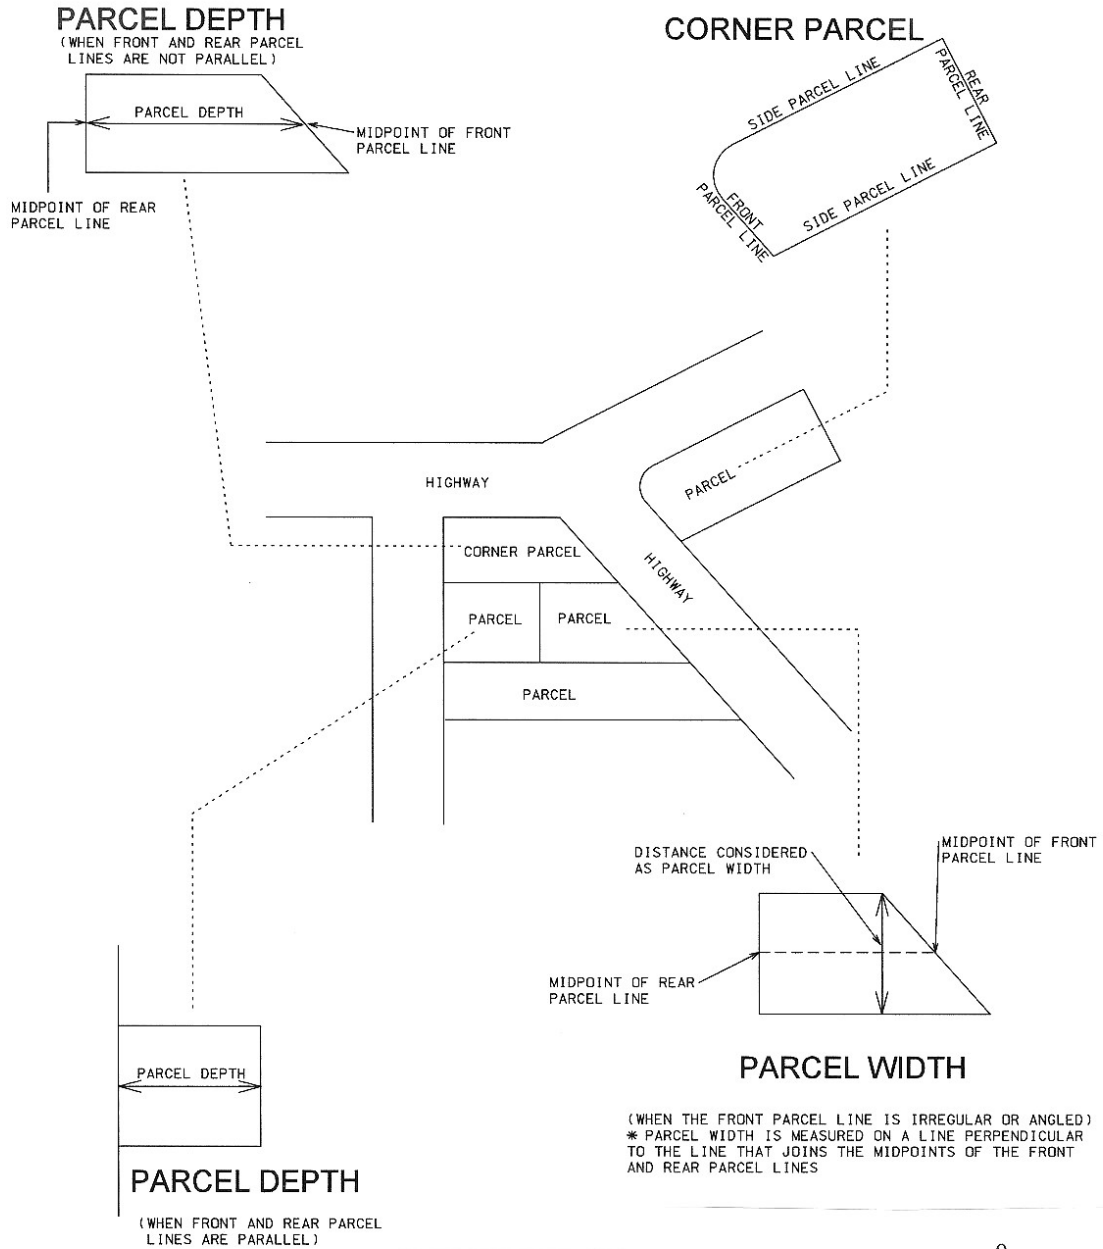 PARCEL DEPTH
(WHEN FRONT AND REAR PARCEL
LINES ARE NOT PARALLEL)
PARCEL DEPTH
MIDPOINT OF FRONT
PARCEL LINE
MIDPOINT OF REAR
PARCEL LINE
CORNER PARCEL
SIDE PARCEL LINE
REAR
PARCEL LINE
FRONT
PARCEL LINE
SIDE PARCEL LINE
HIGHWAY
PARCEL
CORNER PARCEL
HIGHWAY
PARCEL
PARCEL
PARCEL
DISTANCE CONSIDERED
AS PARCEL WIDTH
MIDPOINT OF FRONT
PARCEL LINE
MIDPOINT OF REAR
PARCEL LINE
PARCEL WIDTH
(WHEN THE FRONT PARCEL LINE IS IRREGULAR OR ANGLED)
* PARCEL WIDTH IS MEASURED ON A LINE PERPENDICULAR
TO THE LINE THAT JOINS THE MIDPOINTS OF THE FRONT
AND REAR PARCEL LINES
PARCEL DEPTH
PARCEL DEPTH
(WHEN FRONT AND REAR PARCEL
LINES ARE PARALLEL)